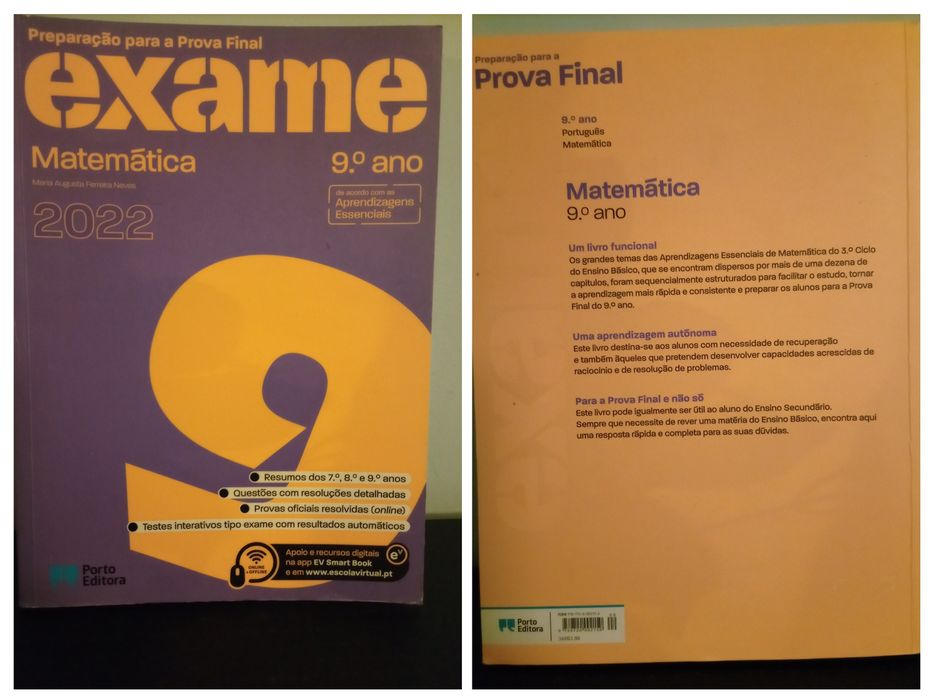 Preparação para a Prova Final
exame
Matemática
9.º ano
Maria Augusta Ferreira Neves
2022
de acordo com as
Aprendizagens
Essenciais
9
Resumos dos 7.º, 8.º e 9.º anos
Questões com resoluções detalhadas
Provas oficiais resolvidas (online)
Testes interativos tipo exame com resultados automáticos
ONLINE
e OFFLINE
Apoio e recursos digitais
na app EV Smart Book
e em www.escolavirtual.pt
ev
Porto
Editora
Preparação para a
Prova Final
9.º ano
Português
Matemática
Matemática
9.º ano
Um livro funcional
Os grandes temas das Aprendizagens Essenciais de Matemática do 3.º Ciclo
do Ensino Básico, que se encontram dispersos por mais de uma dezena de
capítulos, foram sequencialmente estruturados para facilitar o estudo, tornar
a aprendizagem mais rápida e consistente e preparar os alunos para a Prova
Final do 9.º ano.
Uma aprendizagem autónoma
Este livro destina-se aos alunos com necessidade de recuperação
e também àqueles que pretendem desenvolver capacidades acrescidas de
raciocínio e de resolução de problemas.
Para a Prova Final e não só
Este livro pode igualmente ser útil ao aluno do Ensino Secundário.
Sempre que necessite de rever uma matéria do Ensino Básico, encontra aqui
uma resposta rápida e completa para as suas dúvidas.
Porto
Editora
ISBN